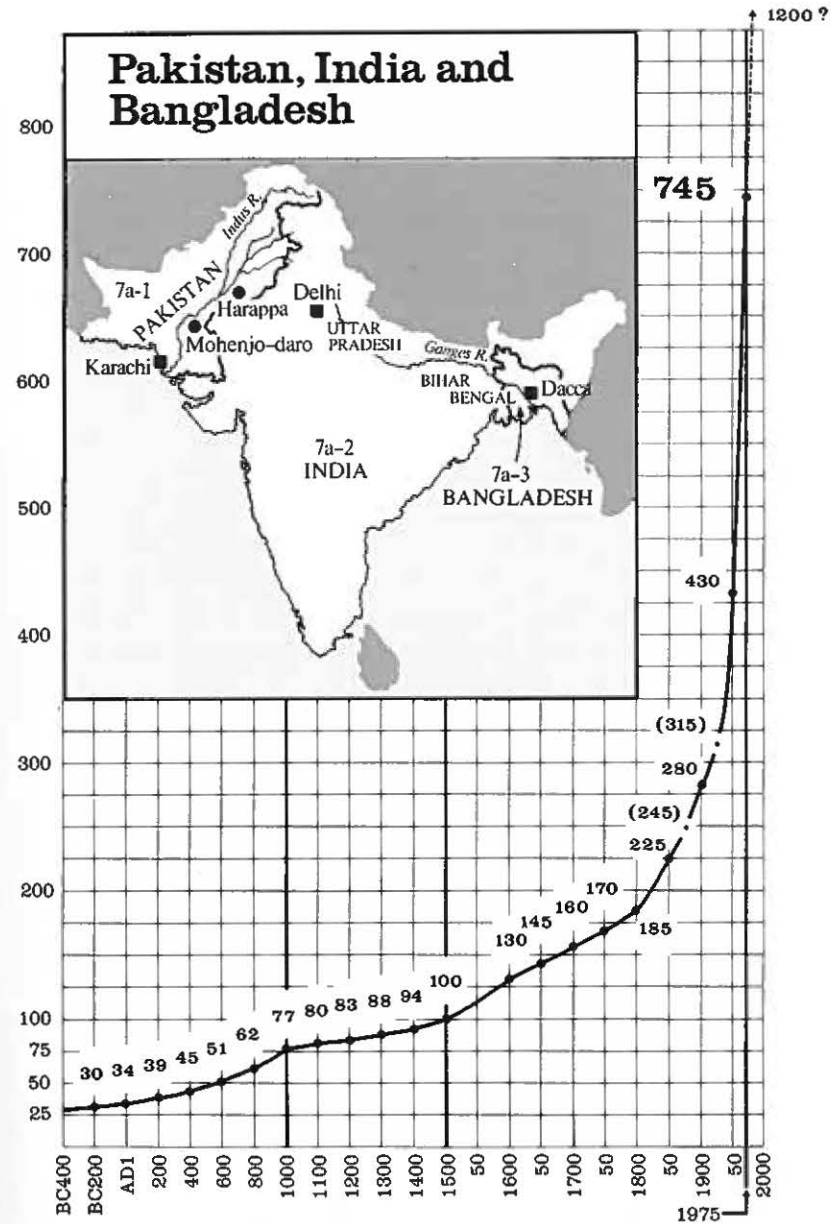 1200 ?
Pakistan, India and
Bangladesh
800
745
700
Indus R.
7a-1
PAKISTAN
Harappa
Delhi
Mohenjo-daro
UTTAR
PRADESH
Karachi
Ganges R.
600
BIHAR
BENGAL
Dacca
7a-2
INDIA
7a-3
BANGLADESH
500
430
400
(315)
300
280
(245)
225
200
170
160
145
130
185
100
94
88
83
80
77
62
51
45
39
34
30
100
75
50
25
BC400
BC200
AD1
200
400
600
800
1000
1100
1200
1300
1400
1500
50
1600
50
1700
50
1800
50
1900
50
2000
1975